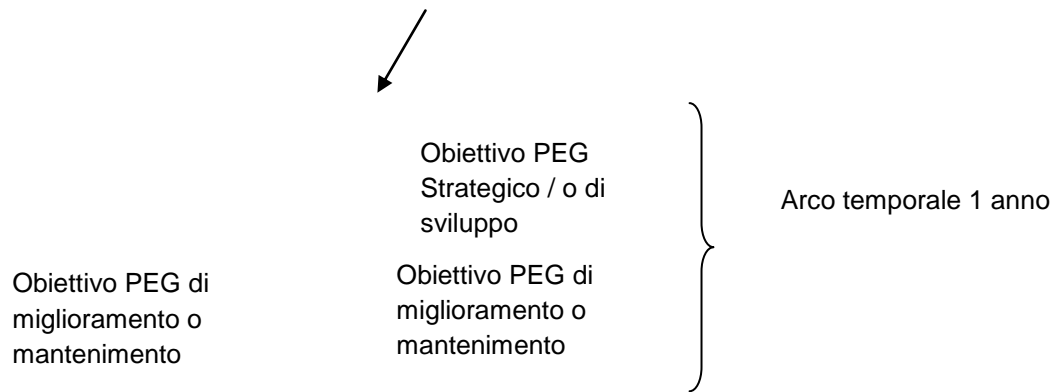 Obiettivo PEG
Strategico / o di
sviluppo
Arco temporale 1 anno
Obiettivo PEG di
miglioramento o
mantenimento
Obiettivo PEG di
miglioramento o
mantenimento